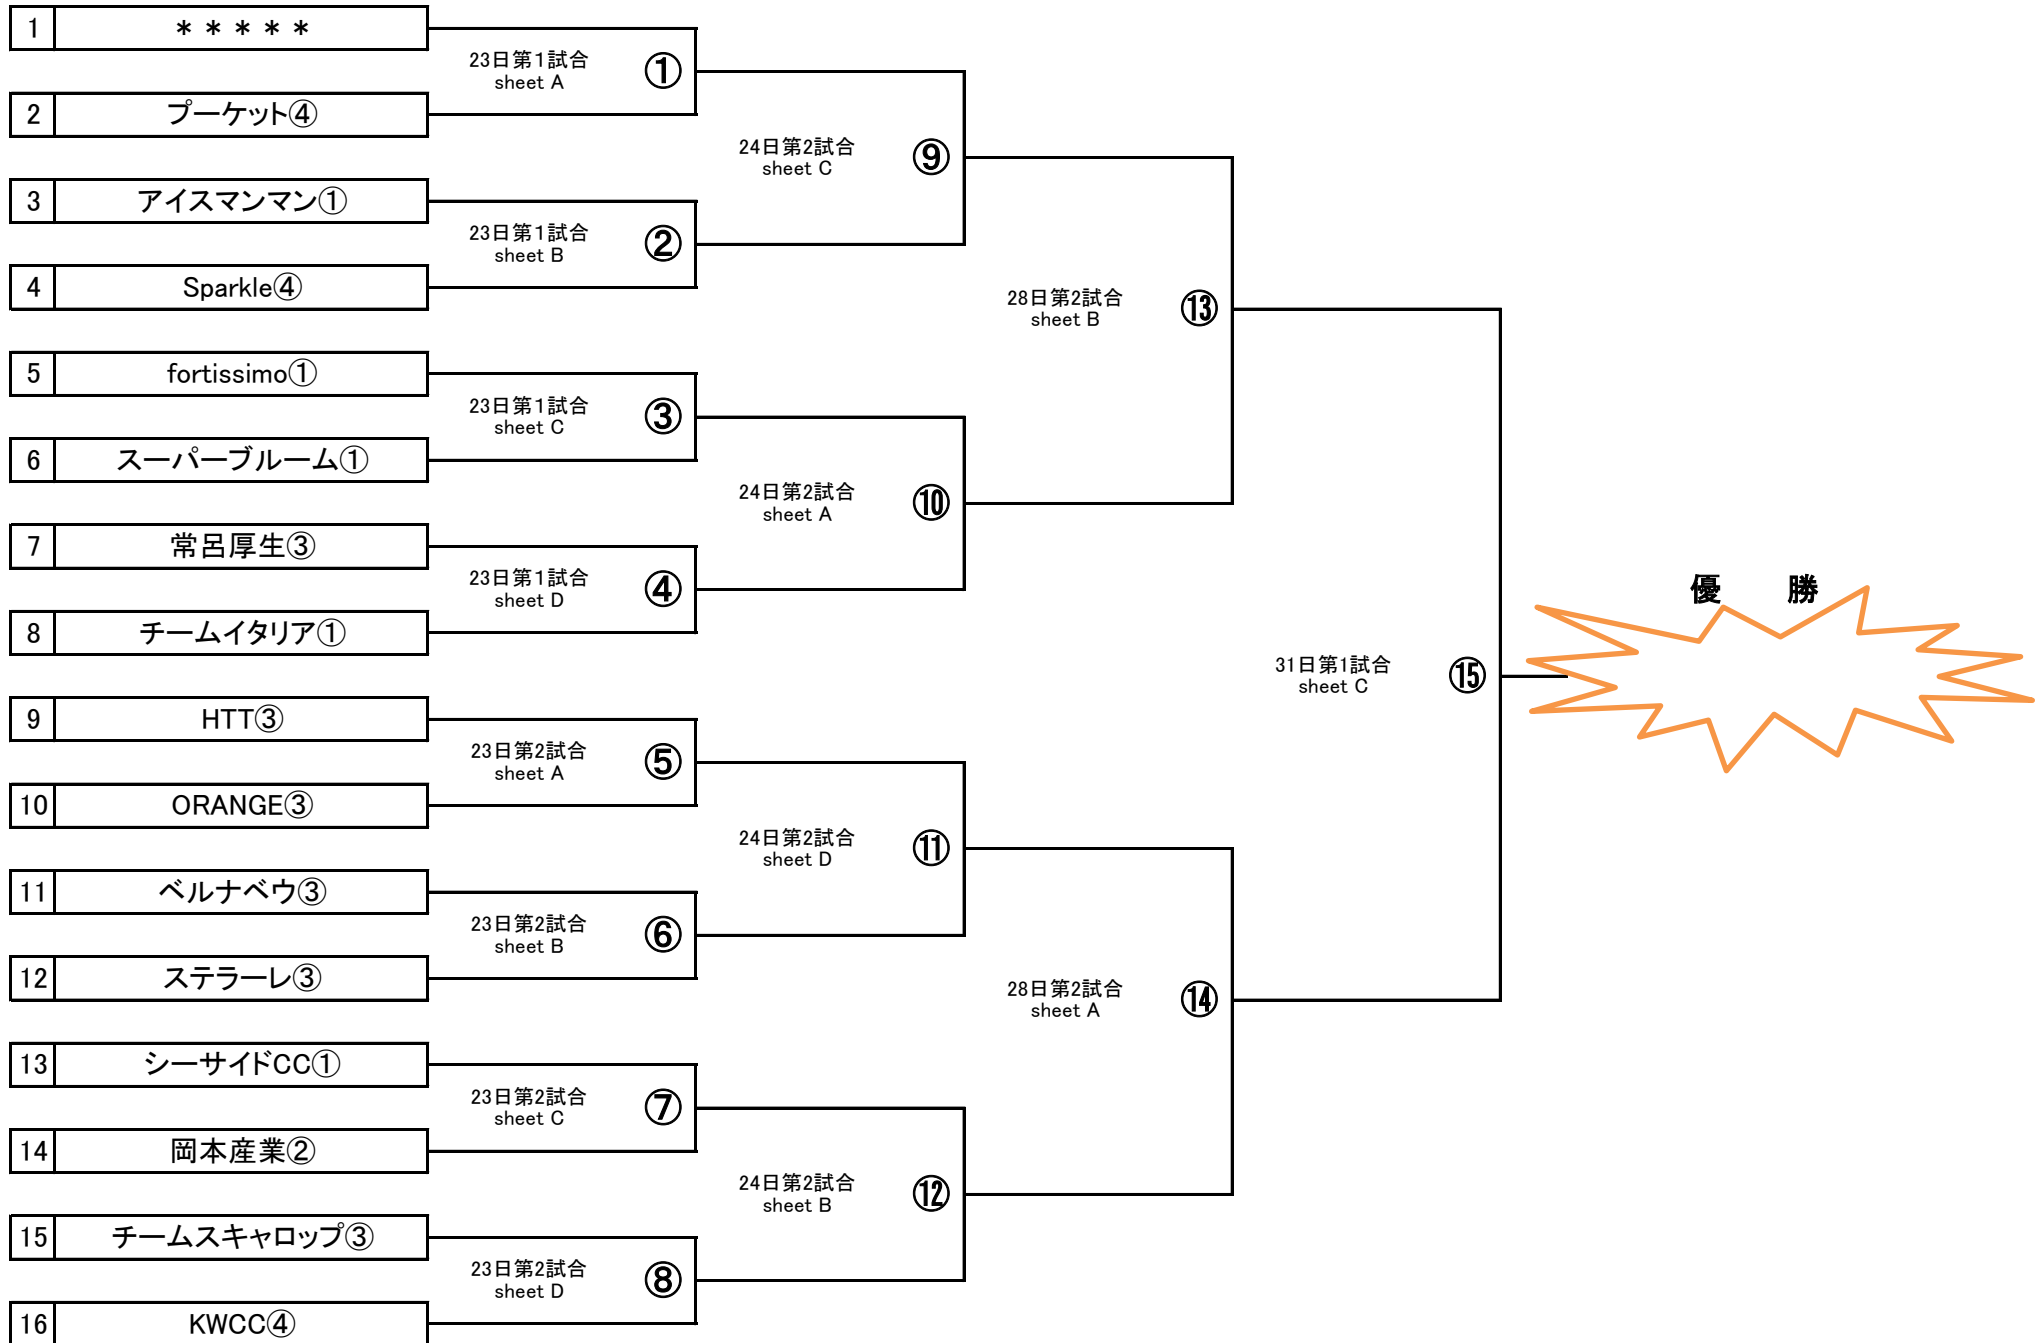 1 ＊＊＊＊＊
23日第1試合
sheet A
①
2 プーケット④
24日第2試合
sheet C
⑨
3 アイスマンマン①
23日第1試合
sheet B
②
4 Sparkle④
28日第2試合
sheet B
⑬
5 fortissimo①
23日第1試合
sheet C
③
6 スーパーブルーム①
24日第2試合
sheet A
⑩
7 常呂厚生③
23日第1試合
sheet D
④
8 チームイタリア①
優　勝
31日第1試合
sheet C
⑮
9 HTT③
23日第2試合
sheet A
⑤
10 ORANGE③
24日第2試合
sheet D
⑪
11 ベルナベウ③
23日第2試合
sheet B
⑥
12 ステラーレ③
28日第2試合
sheet A
⑭
13 シーサイドCC①
23日第2試合
sheet C
⑦
14 岡本産業②
24日第2試合
sheet B
⑫
15 チームスキャロップ③
23日第2試合
sheet D
⑧
16 KWCC④